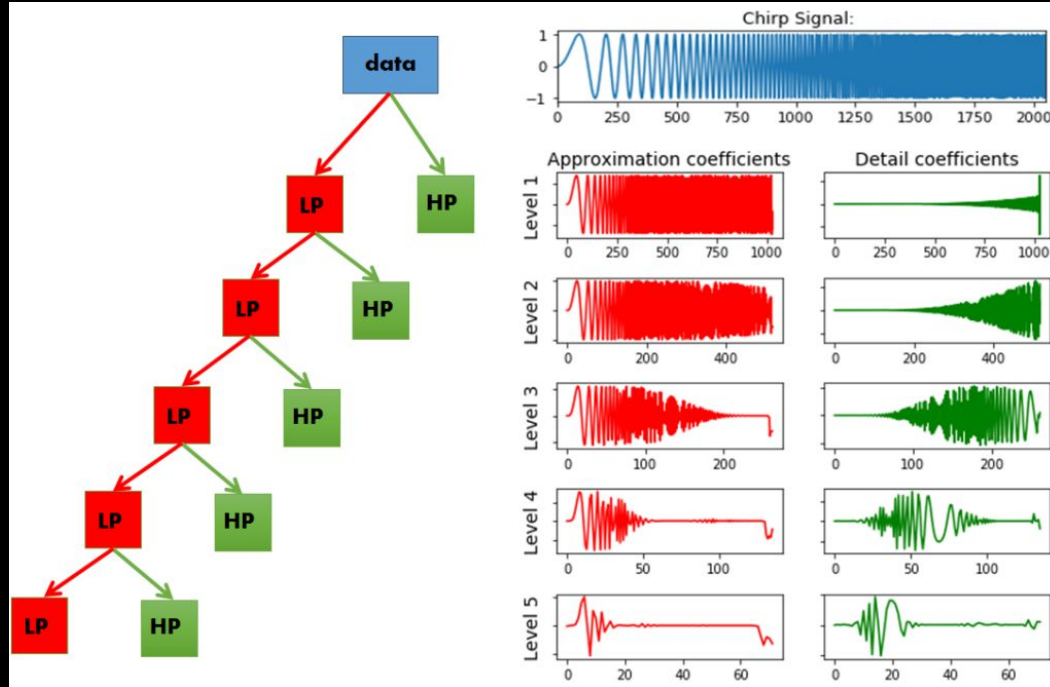 data
LP HP
LP HP
LP HP
LP HP
LP HP
Chirp Signal:
1
0
−1
0 250 500 750 1000 1250 1500 1750 2000
Approximation coefficients Detail coefficients
Level 1
0 250 500 750 1000 0 250 500 750 1000
Level 2
0 200 400 0 200 400
Level 3
0 100 200 0 100 200
Level 4
0 50 100 0 50 100
Level 5
0 20 40 60 0 20 40 60